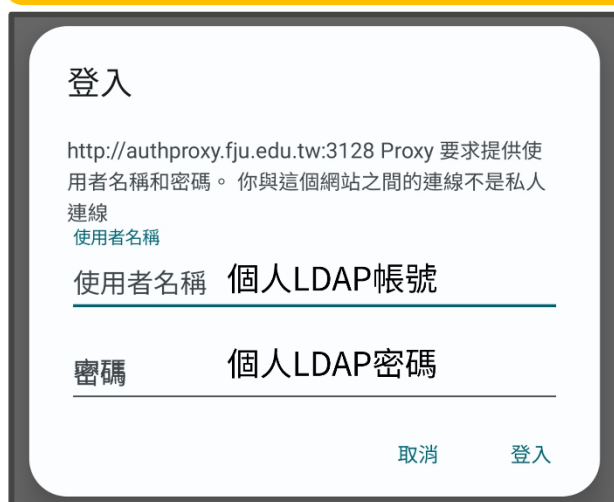 登入
http://authproxy.fju.edu.tw:3128 Proxy 要求提供使
用者名稱和密碼。 你與這個網站之間的連線不是私人
連線
使用者名稱
使用者名稱 個人LDAP帳號
密碼 個人LDAP密碼
取消 登入